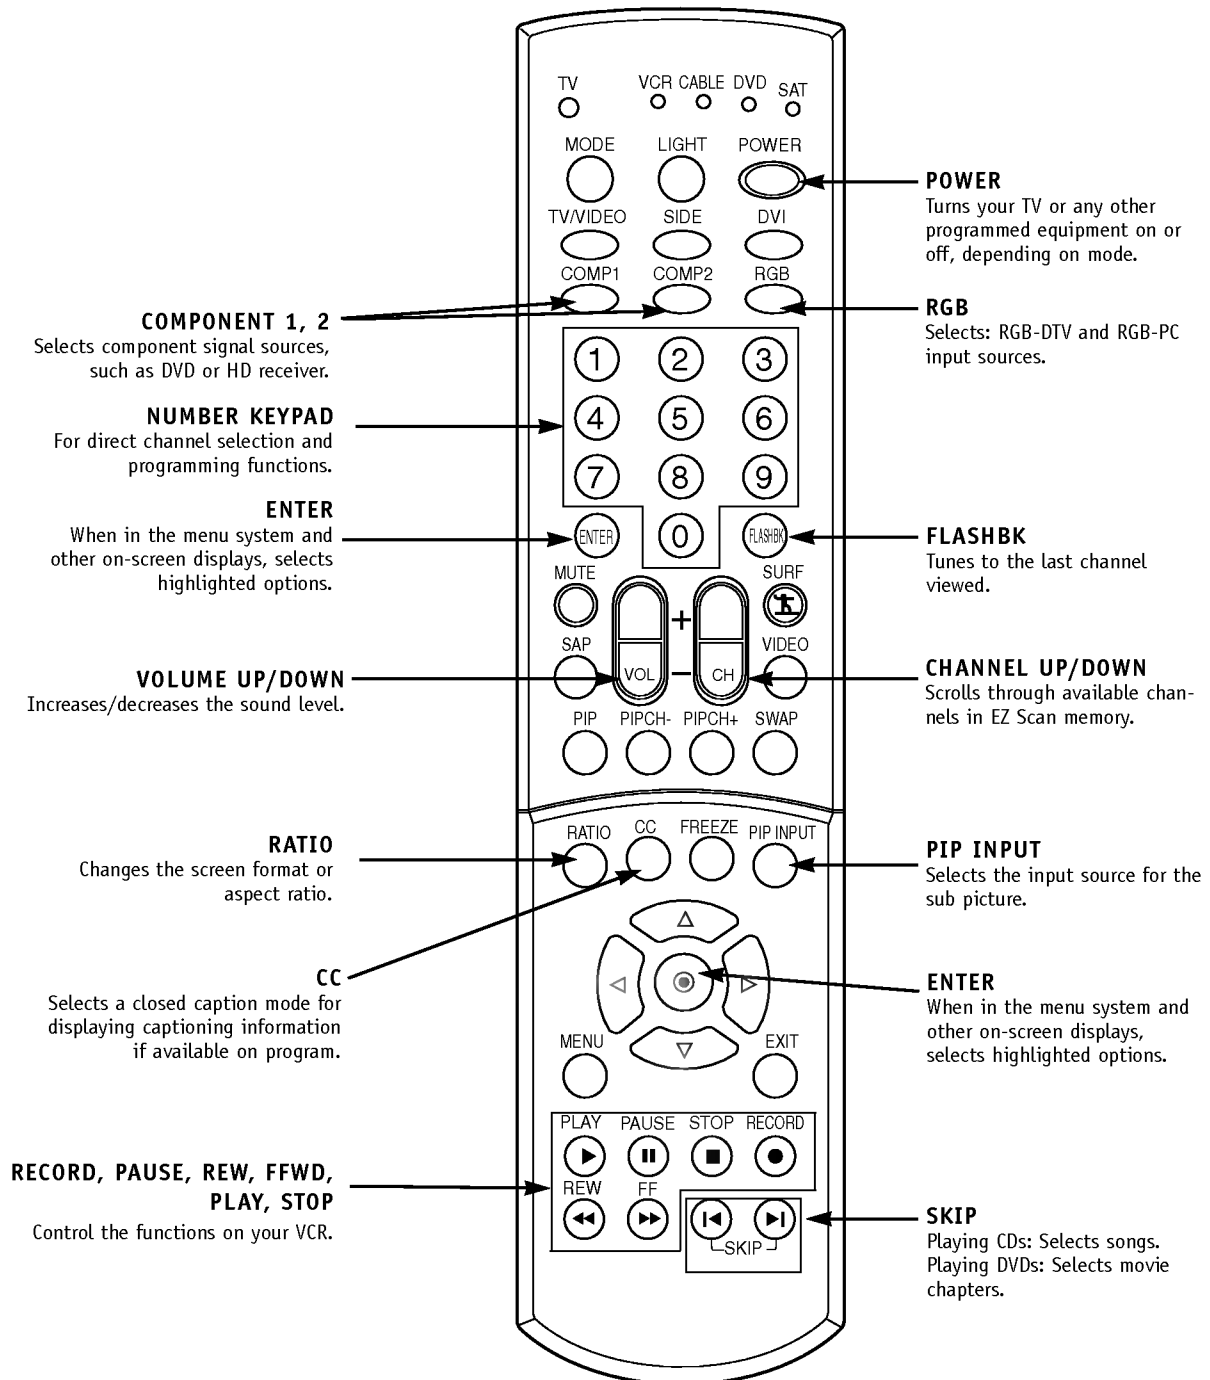 TV
VCR CABLE DVD SAT
MODE LIGHT POWER
TV/VIDEO SIDE DVI
COMP1 COMP2 RGB
1 2 3
4 5 6
7 8 9
ENTER 0 FLASHBK
MUTE SURF
+
SAP VIDEO
VOL − CH
PIP PIPCH- PIPCH+ SWAP
RATIO CC FREEZE PIP INPUT
MENU EXIT
PLAY PAUSE STOP RECORD
REW FF
SKIP
COMPONENT 1, 2
Selects component signal sources,
such as DVD or HD receiver.
NUMBER KEYPAD
For direct channel selection and
programming functions.
ENTER
When in the menu system and
other on-screen displays, selects
highlighted options.
VOLUME UP/DOWN
Increases/decreases the sound level.
RATIO
Changes the screen format or
aspect ratio.
CC
Selects a closed caption mode for
displaying captioning information
if available on program.
RECORD, PAUSE, REW, FFWD,
PLAY, STOP
Control the functions on your VCR.
POWER
Turns your TV or any other
programmed equipment on or
off, depending on mode.
RGB
Selects: RGB-DTV and RGB-PC
input sources.
FLASHBK
Tunes to the last channel
viewed.
CHANNEL UP/DOWN
Scrolls through available chan-
nels in EZ Scan memory.
PIP INPUT
Selects the input source for the
sub picture.
ENTER
When in the menu system and
other on-screen displays,
selects highlighted options.
SKIP
Playing CDs: Selects songs.
Playing DVDs: Selects movie
chapters.